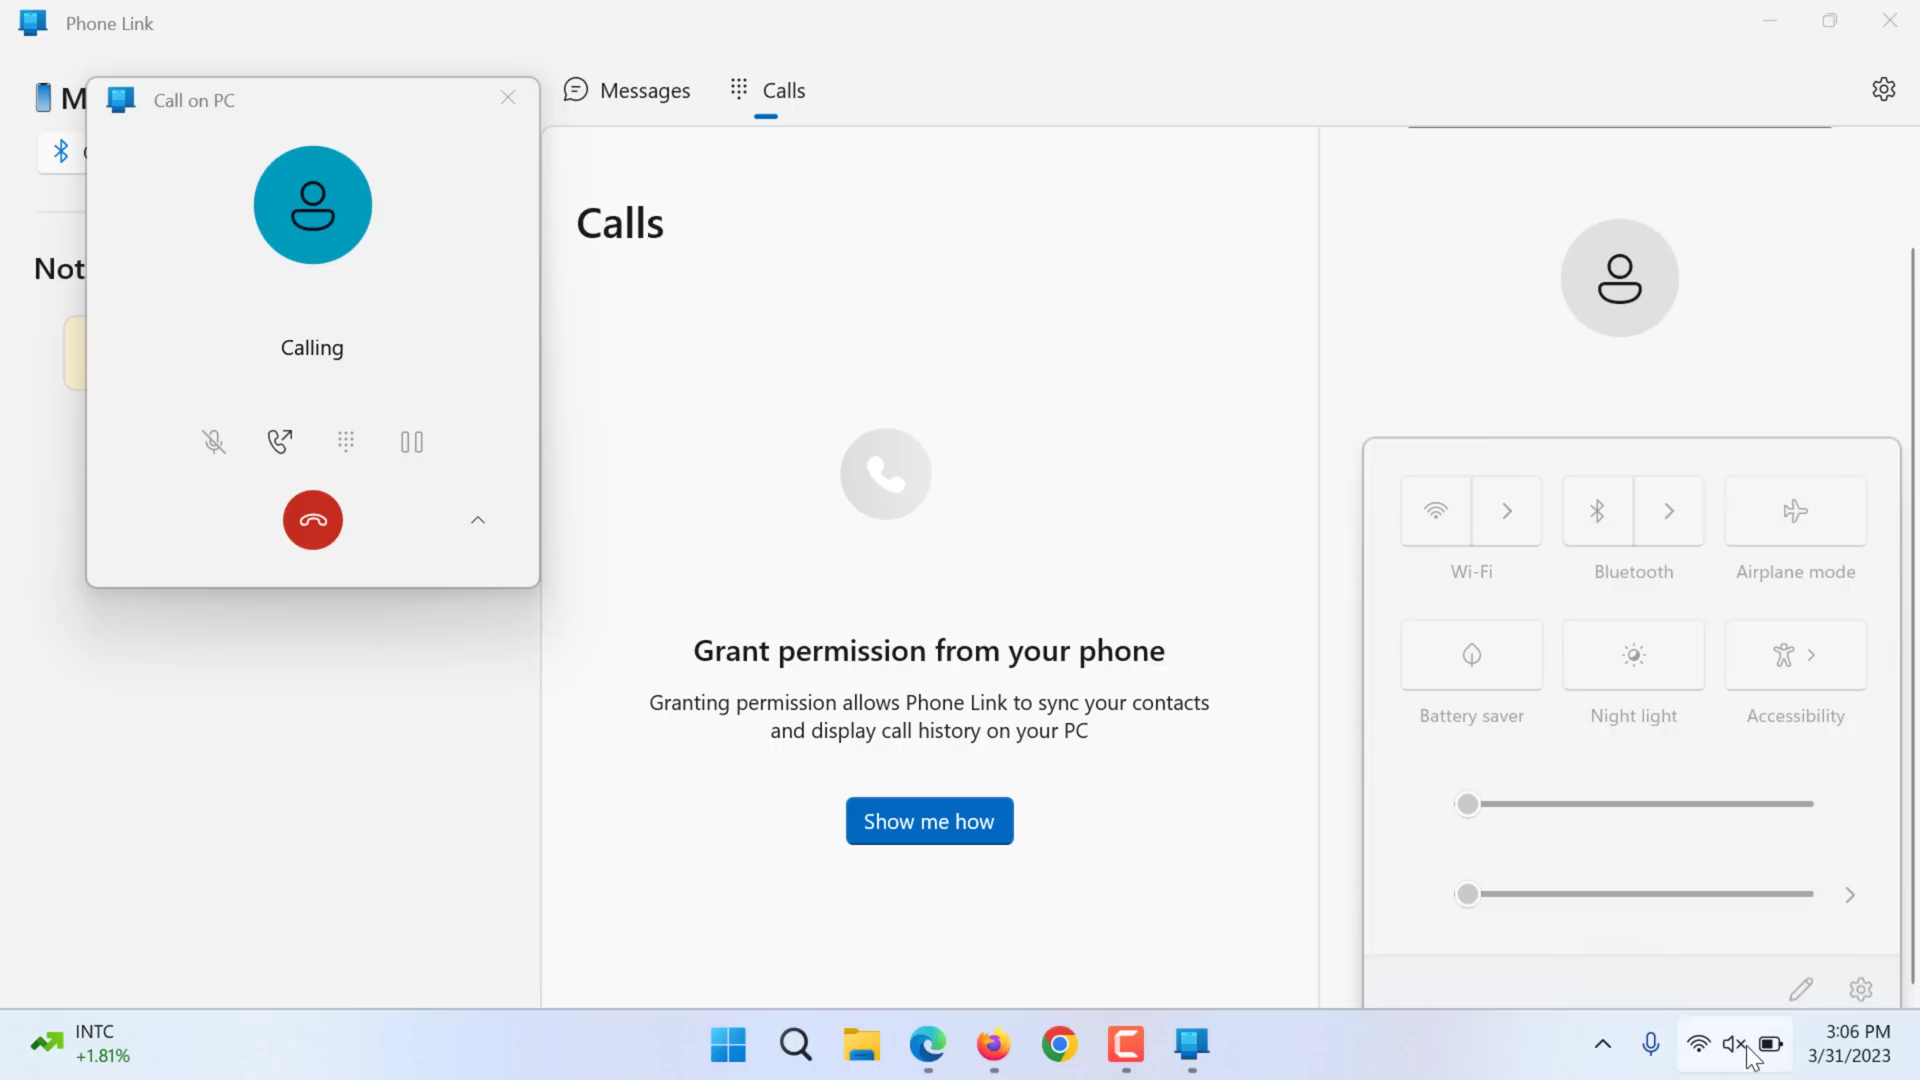 Phone Link
M
Call on PC
Messages
Calls
Calls
Not
Calling
Grant permission from your phone
Granting permission allows Phone Link to sync your contacts
and display call history on your PC
Show me how
Wi-Fi
Bluetooth
Airplane mode
Battery saver
Night light
Accessibility
INTC
+1.81%
3:06 PM
3/31/2023